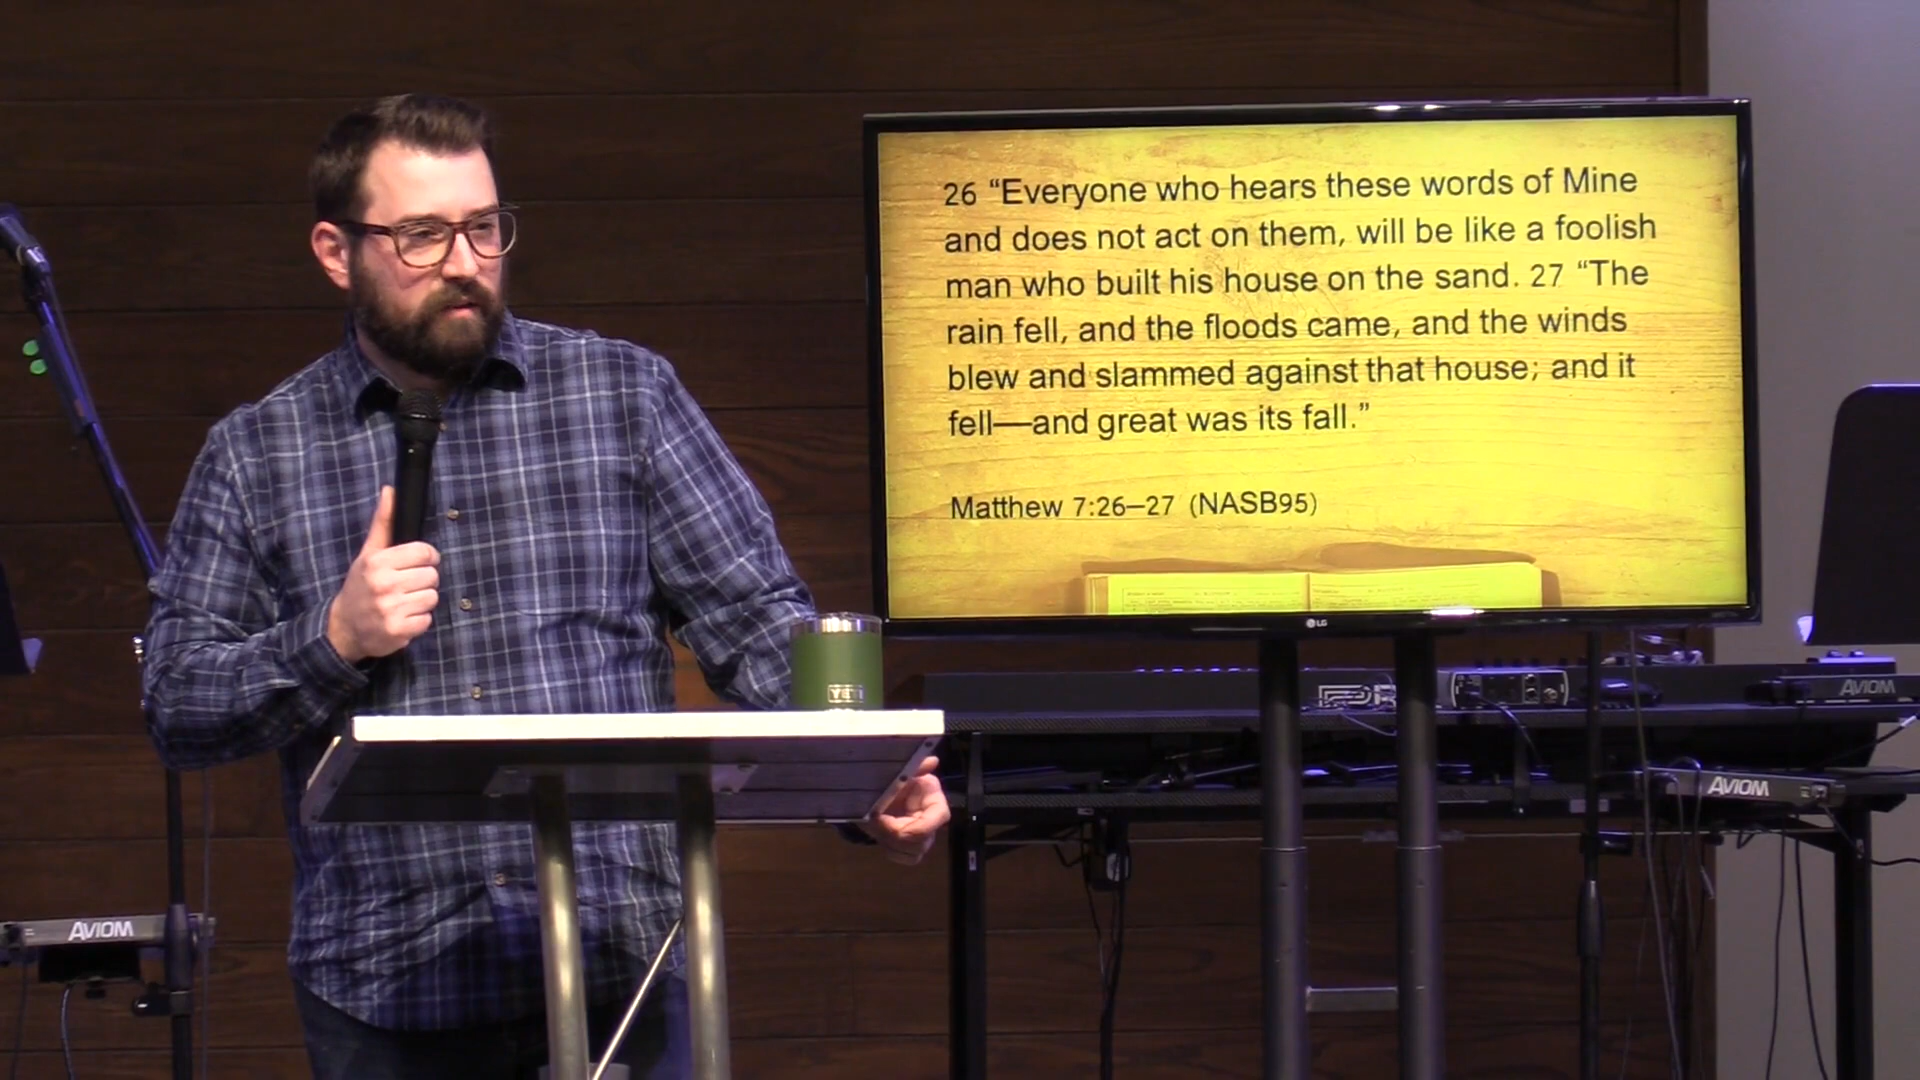 26 “Everyone who hears these words of Mine
and does not act on them, will be like a foolish
man who built his house on the sand. 27 “The
rain fell, and the floods came, and the winds
blew and slammed against that house; and it
fell—and great was its fall.”
Matthew 7:26–27 (NASB95)
LG
YETI
AVIOM
AVIOM
AVIOM